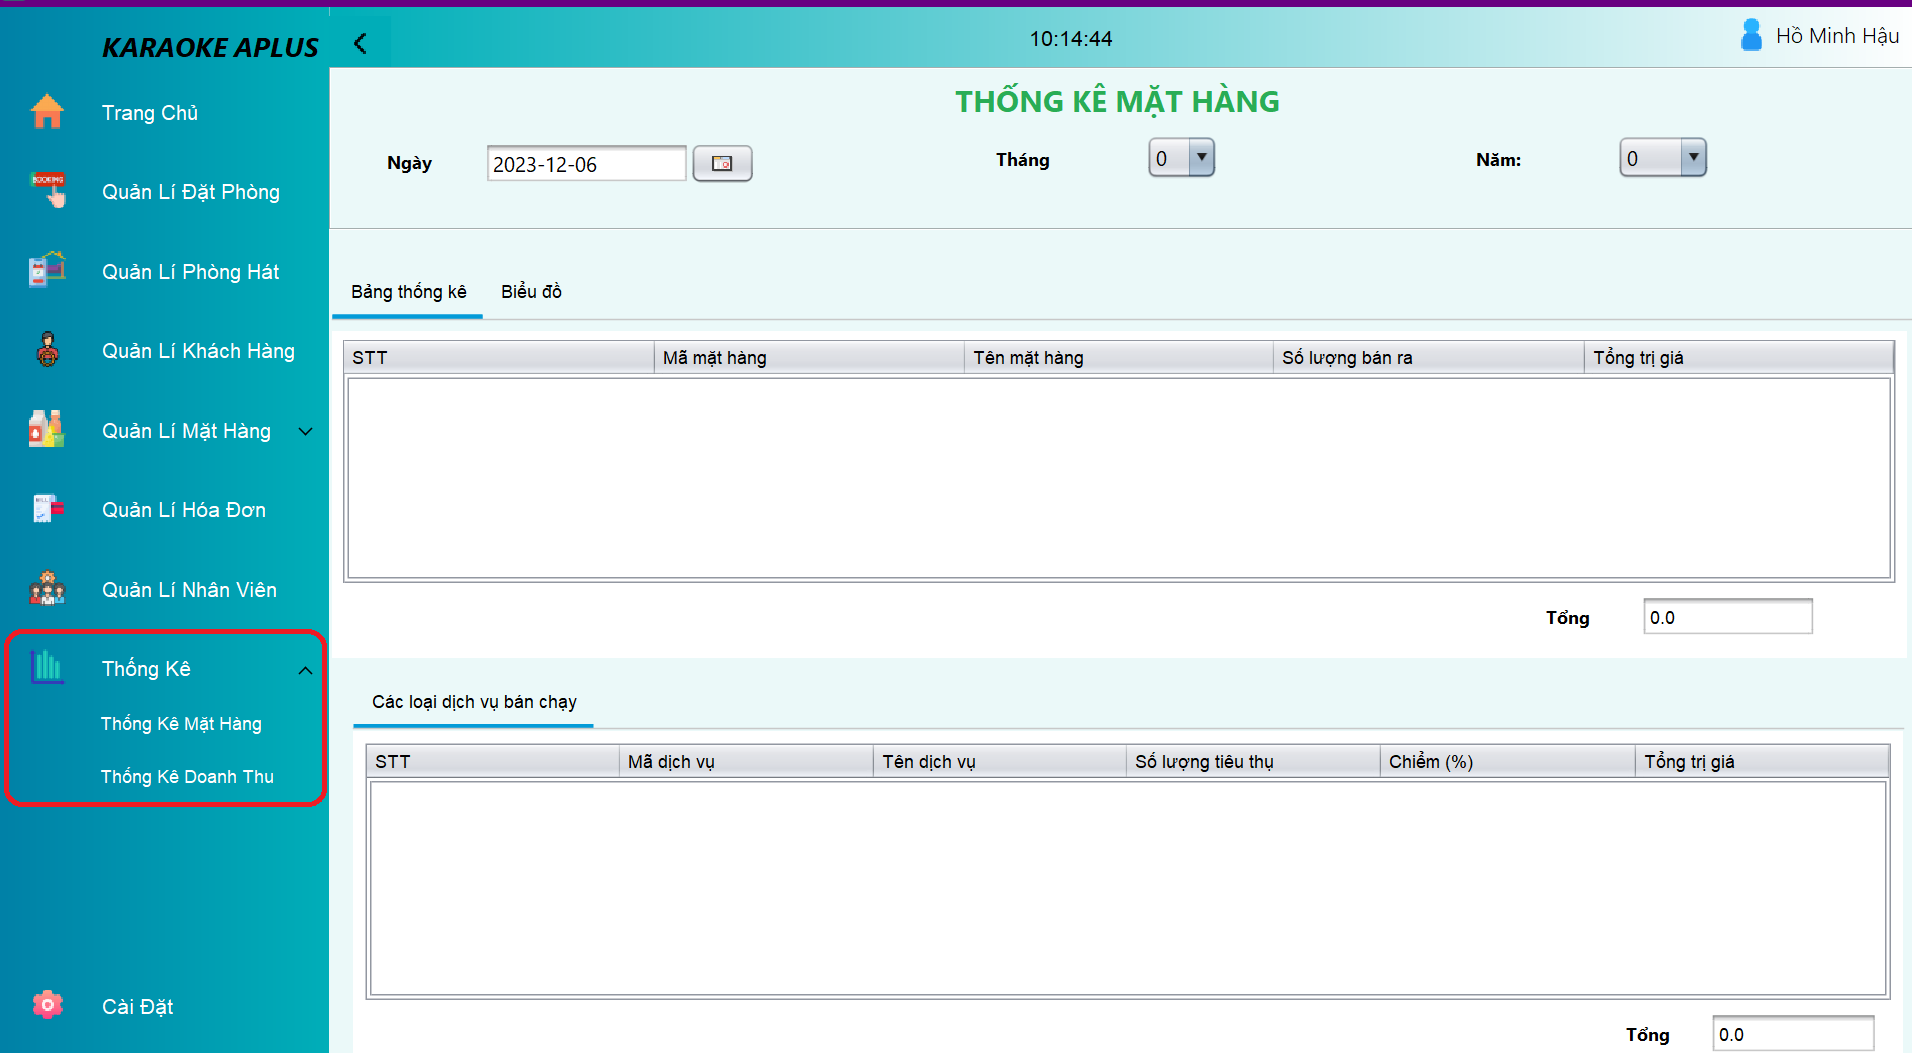 KARAOKE APLUS
10:14:44
Hồ Minh Hậu
Trang Chủ
Quản Lí Đặt Phòng
Quản Lí Phòng Hát
Quản Lí Khách Hàng
Quản Lí Mặt Hàng
Quản Lí Hóa Đơn
Quản Lí Nhân Viên
Thống Kê
Thống Kê Mặt Hàng
Thống Kê Doanh Thu
Cài Đặt
THỐNG KÊ MẶT HÀNG
Ngày 2023-12-06 Tháng 0 Năm: 0
Bảng thống kê Biểu đồ
STT Mã mặt hàng Tên mặt hàng Số lượng bán ra Tổng trị giá
Tổng 0.0
Các loại dịch vụ bán chạy
STT Mã dịch vụ Tên dịch vụ Số lượng tiêu thụ Chiếm (%) Tổng trị giá
Tổng 0.0